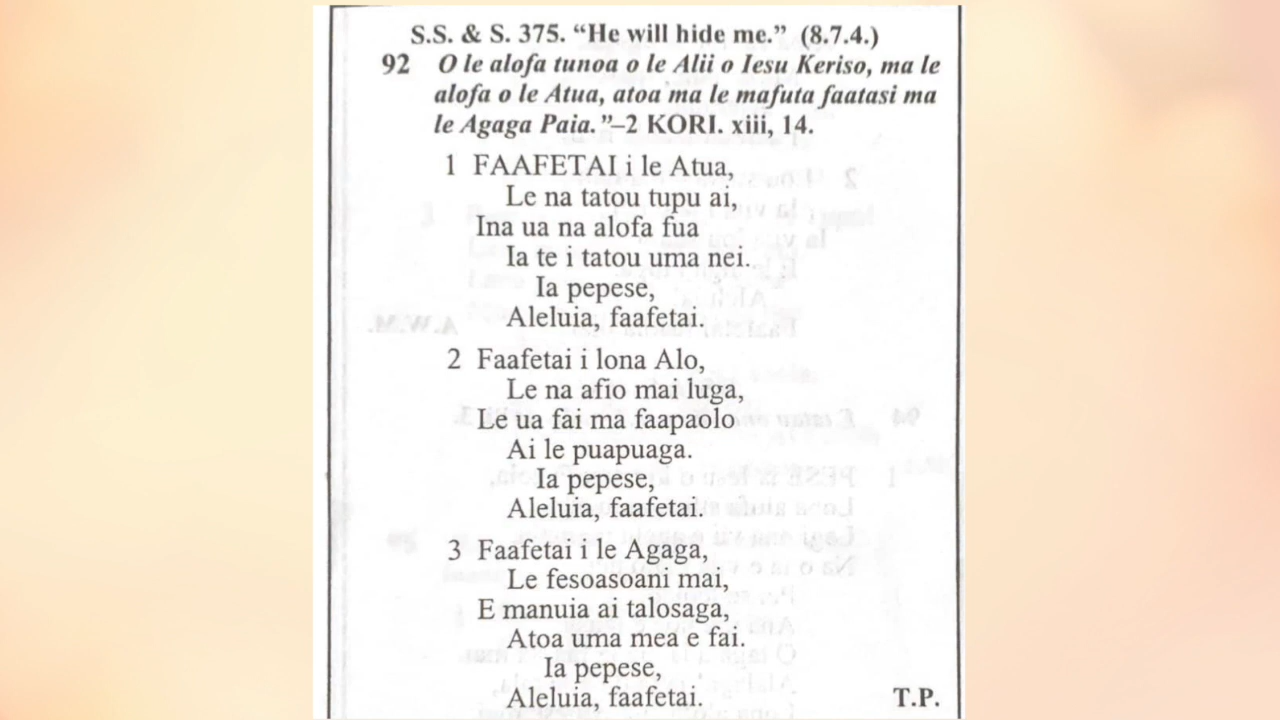 S.S. & S. 375. “He will hide me.” (8.7.4.)
92 O le alofa tunoa o le Alii o Iesu Keriso, ma le
alofa o le Atua, atoa ma le mafuta faatasi ma
le Agaga Paia.”–2 KORI. xiii, 14.
1 FAAFETAI i le Atua,
Le na tatou tupu ai,
Ina ua na alofa fua
Ia te i tatou uma nei.
Ia pepese,
Aleluia, faafetai.
2 Faafetai i lona Alo,
Le na afio mai luga,
Le ua fai ma faapaolo
Ai le puapuaga.
Ia pepese,
Aleluia, faafetai.
3 Faafetai i le Agaga,
Le fesoasoani mai,
E manuia ai talosaga,
Atoa uma mea e fai.
Ia pepese,
Aleluia, faafetai.
T.P.